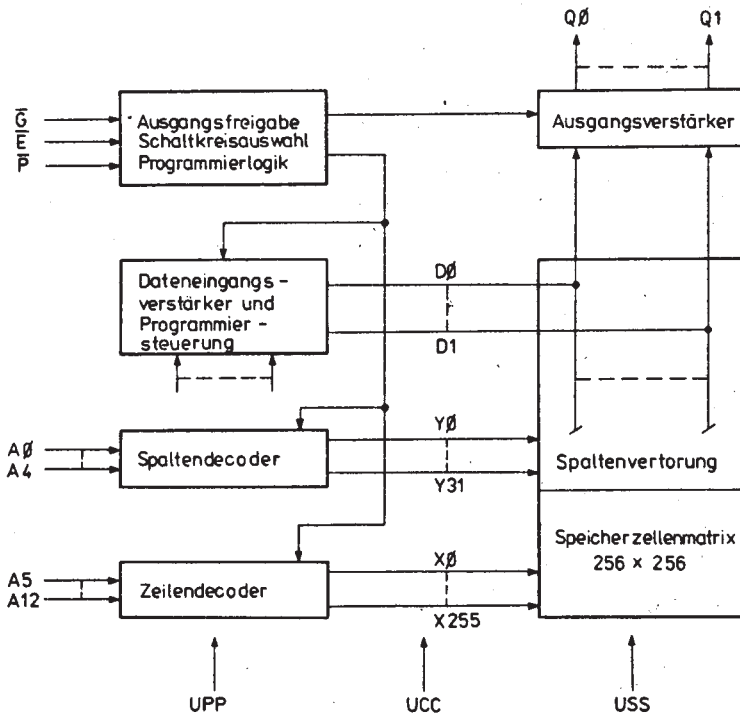 QØ Q1
G̅
E̅
P̅
Ausgangsfreigabe
Schaltkreisauswahl
Programmierlogik
Ausgangsverstärker
Dateneingangs-
verstärker und
Programmier-
steuerung
DØ
D1
AØ
A4
Spaltendecoder
YØ
Y31
Spaltenvertorung
Speicherzellenmatrix
256 × 256
A5
A12
Zeilendecoder
XØ
X255
UPP UCC USS